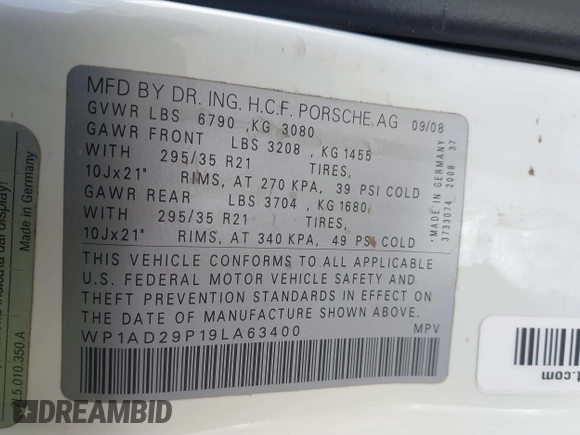 MFD BY DR. ING. H.C.F. PORSCHE AG 09/08
GVWR LBS 6790 ,KG 3080
GAWR FRONT LBS 3208 , KG 1455
WITH 295/35 R21 TIRES,
10Jx21" RIMS, AT 270 KPA, 39 PSI COLD
GAWR REAR LBS 3704 , KG 1680
WITH 295/35 R21 TIRES,
10Jx21" RIMS, AT 340 KPA, 49 PSI COLD
THIS VEHICLE CONFORMS TO ALL APPLICABLE
U.S. FEDERAL MOTOR VEHICLE SAFETY AND
THEFT PREVENTION STANDARDS IN EFFECT ON
THE DATE OF MANUFACTURE SHOWN ABOVE
WP1AD29P19LA63400 MPV
*MADE IN GERMANY
3733074 2008 37
Made in Germany
7L5.010.350.A
t.com
DREAMBID